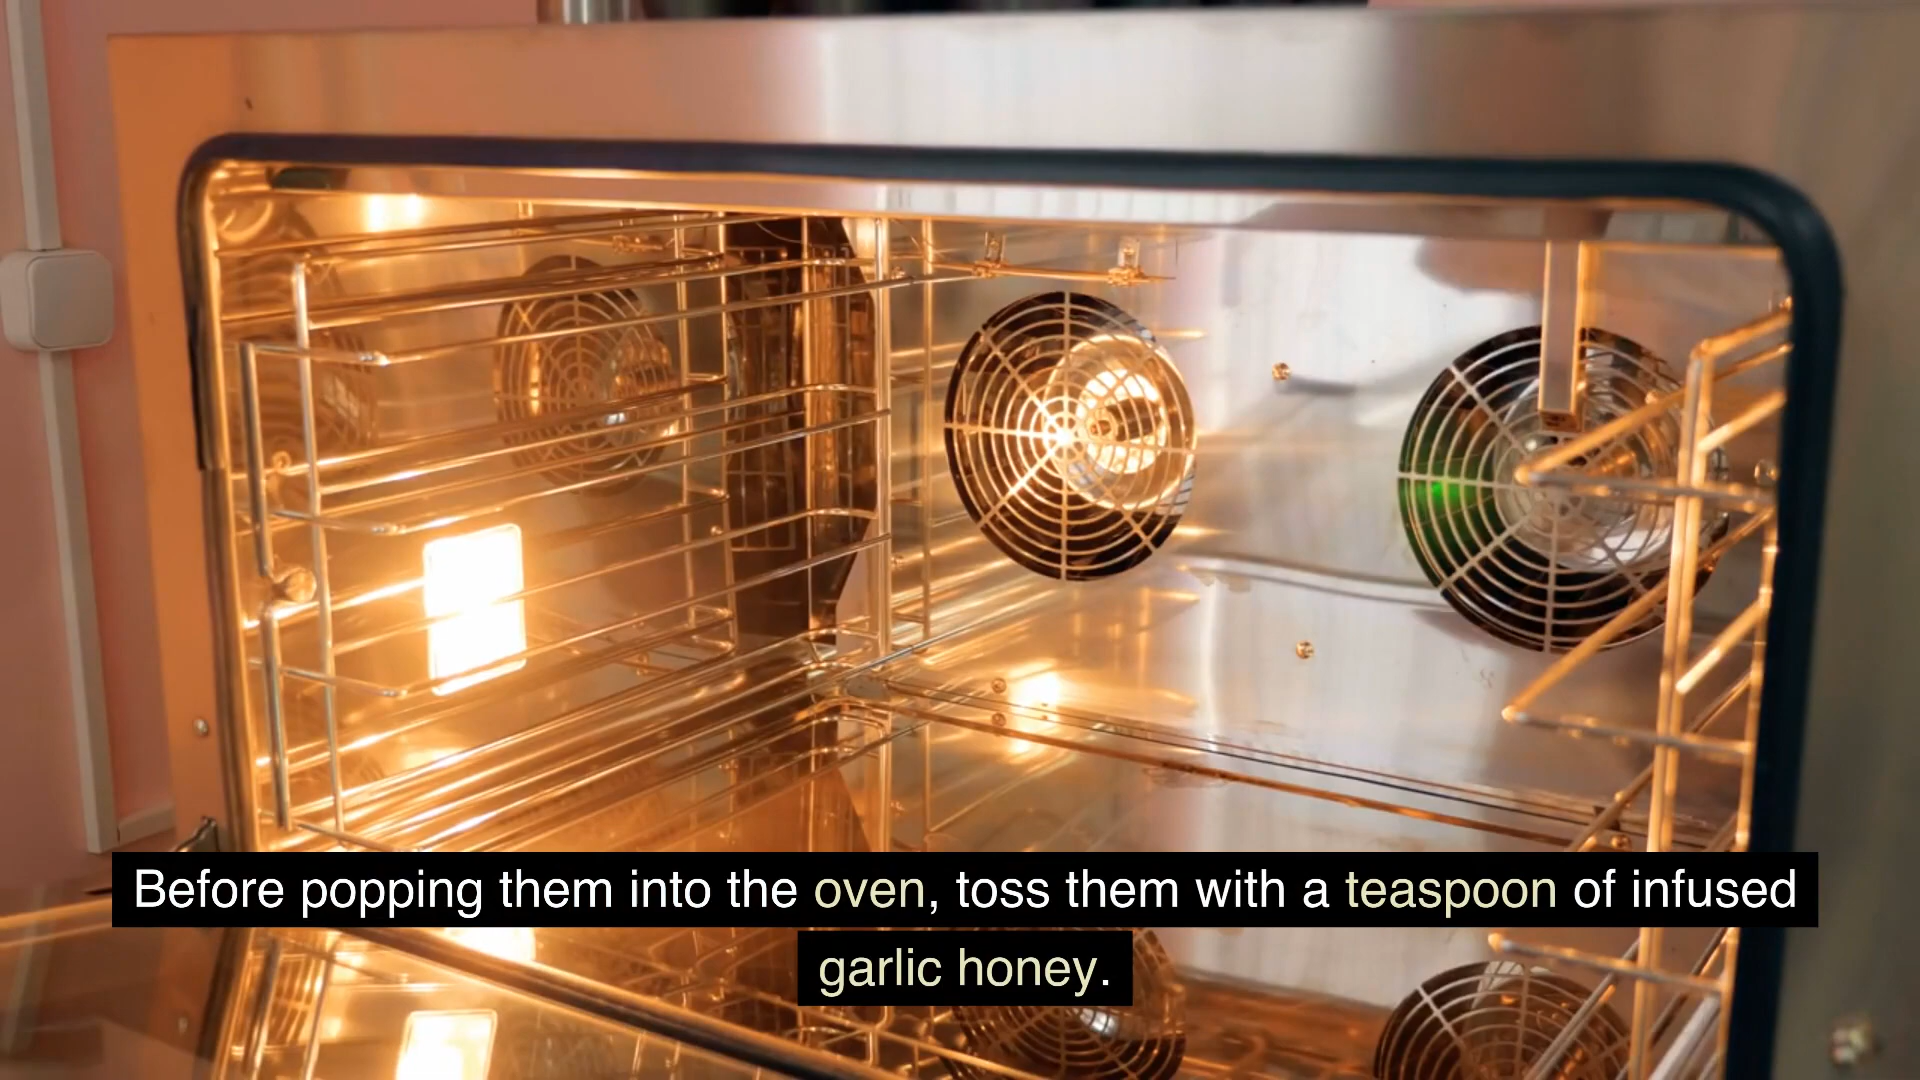 Before popping them into the oven, toss them with a teaspoon of infused
garlic honey.